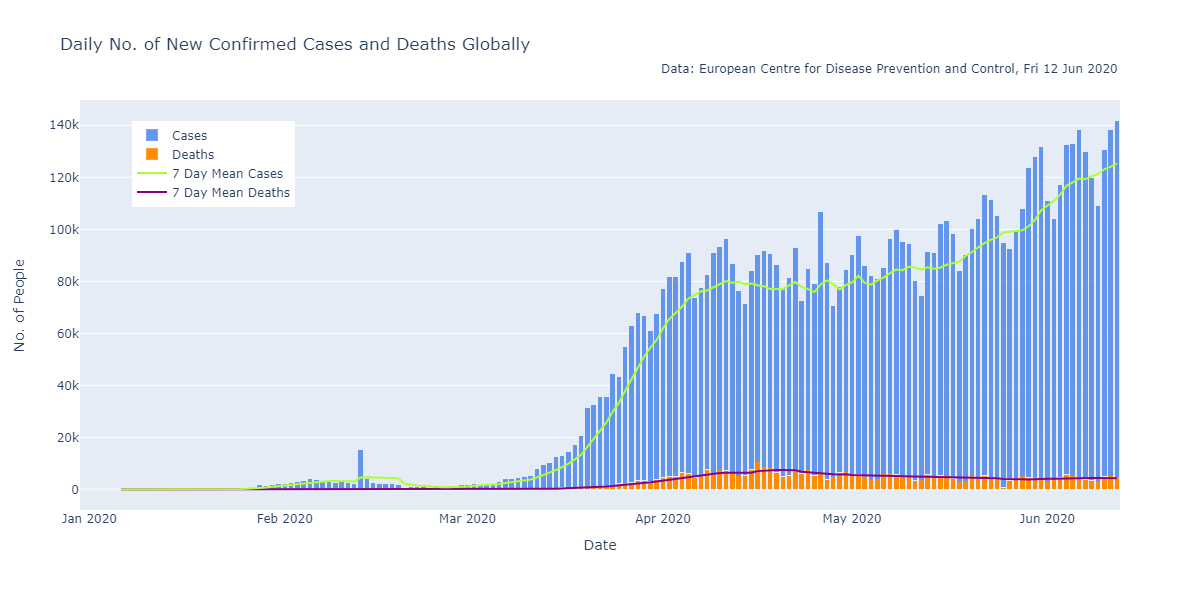 Daily No. of New Confirmed Cases and Deaths Globally
Data: European Centre for Disease Prevention and Control, Fri 12 Jun 2020
Cases
Deaths
7 Day Mean Cases
7 Day Mean Deaths
140k
120k
100k
80k
60k
40k
20k
0
No. of People
Jan 2020 Feb 2020 Mar 2020 Apr 2020 May 2020 Jun 2020
Date